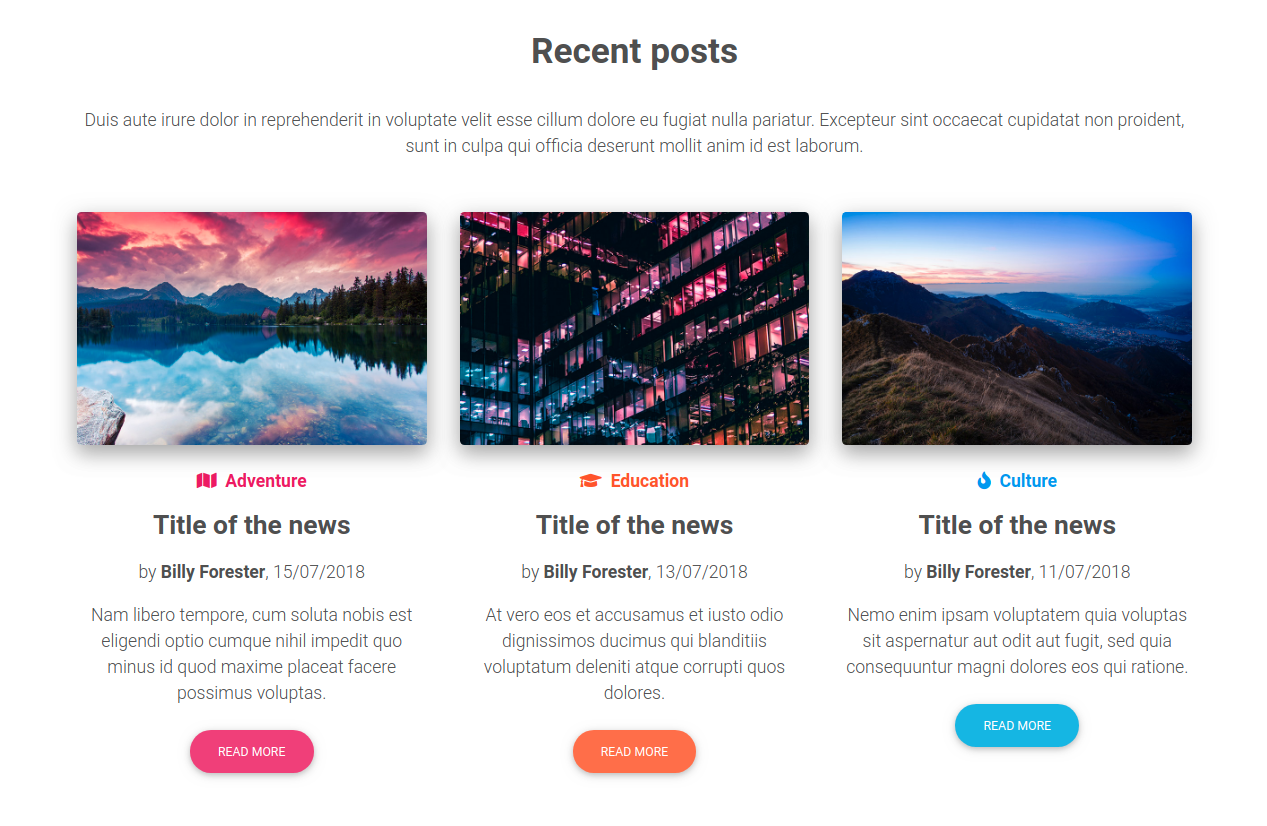 Recent posts
Duis aute irure dolor in reprehenderit in voluptate velit esse cillum dolore eu fugiat nulla pariatur. Excepteur sint occaecat cupidatat non proident,
sunt in culpa qui officia deserunt mollit anim id est laborum.
Adventure
Title of the news
by Billy Forester, 15/07/2018
Nam libero tempore, cum soluta nobis est
eligendi optio cumque nihil impedit quo
minus id quod maxime placeat facere
possimus voluptas.
READ MORE
Education
Title of the news
by Billy Forester, 13/07/2018
At vero eos et accusamus et iusto odio
dignissimos ducimus qui blanditiis
voluptatum deleniti atque corrupti quos
dolores.
READ MORE
Culture
Title of the news
by Billy Forester, 11/07/2018
Nemo enim ipsam voluptatem quia voluptas
sit aspernatur aut odit aut fugit, sed quia
consequuntur magni dolores eos qui ratione.
READ MORE